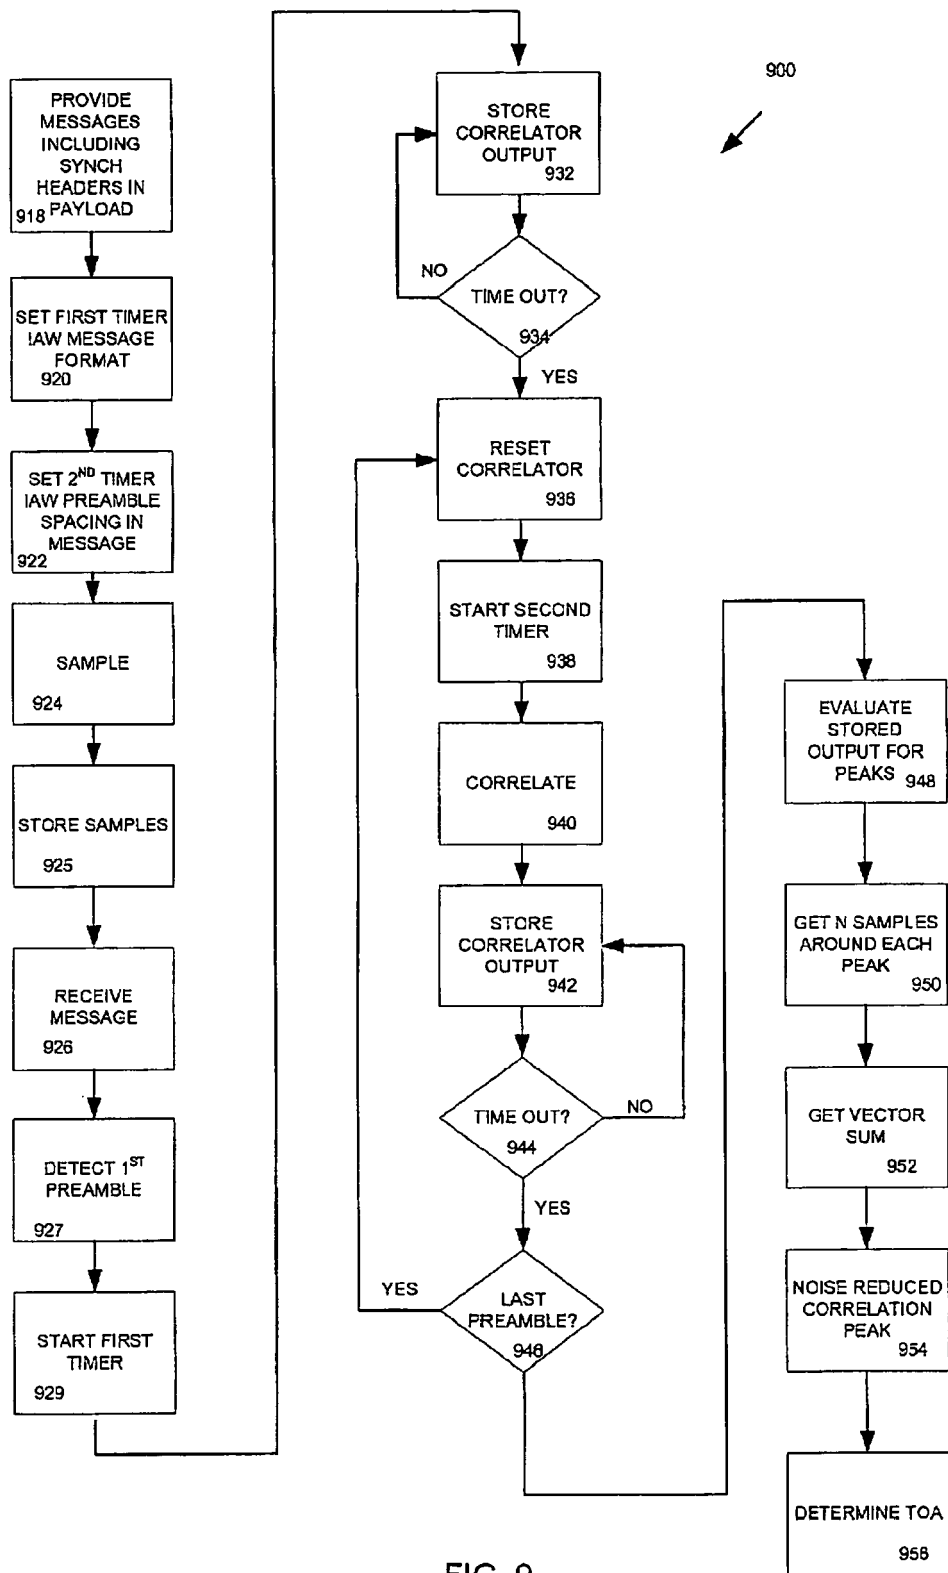 PROVIDE
MESSAGES
INCLUDING
SYNCH
HEADERS IN
PAYLOAD
918
SET FIRST TIMER
IAW MESSAGE
FORMAT
920
SET 2ND TIMER
IAW PREAMBLE
SPACING IN
MESSAGE
922
SAMPLE
924
STORE SAMPLES
925
RECEIVE
MESSAGE
926
DETECT 1ST
PREAMBLE
927
START FIRST
TIMER
929
STORE
CORRELATOR
OUTPUT
932
NO
TIME OUT?
934
YES
RESET
CORRELATOR
936
START SECOND
TIMER
938
CORRELATE
940
STORE
CORRELATOR
OUTPUT
942
TIME OUT?
944
NO
YES
YES
LAST
PREAMBLE?
946
900
EVALUATE
STORED
OUTPUT FOR
PEAKS
948
GET N SAMPLES
AROUND EACH
PEAK
950
GET VECTOR
SUM
952
NOISE REDUCED
CORRELATION
PEAK
954
DETERMINE TOA
956
FIG. 9